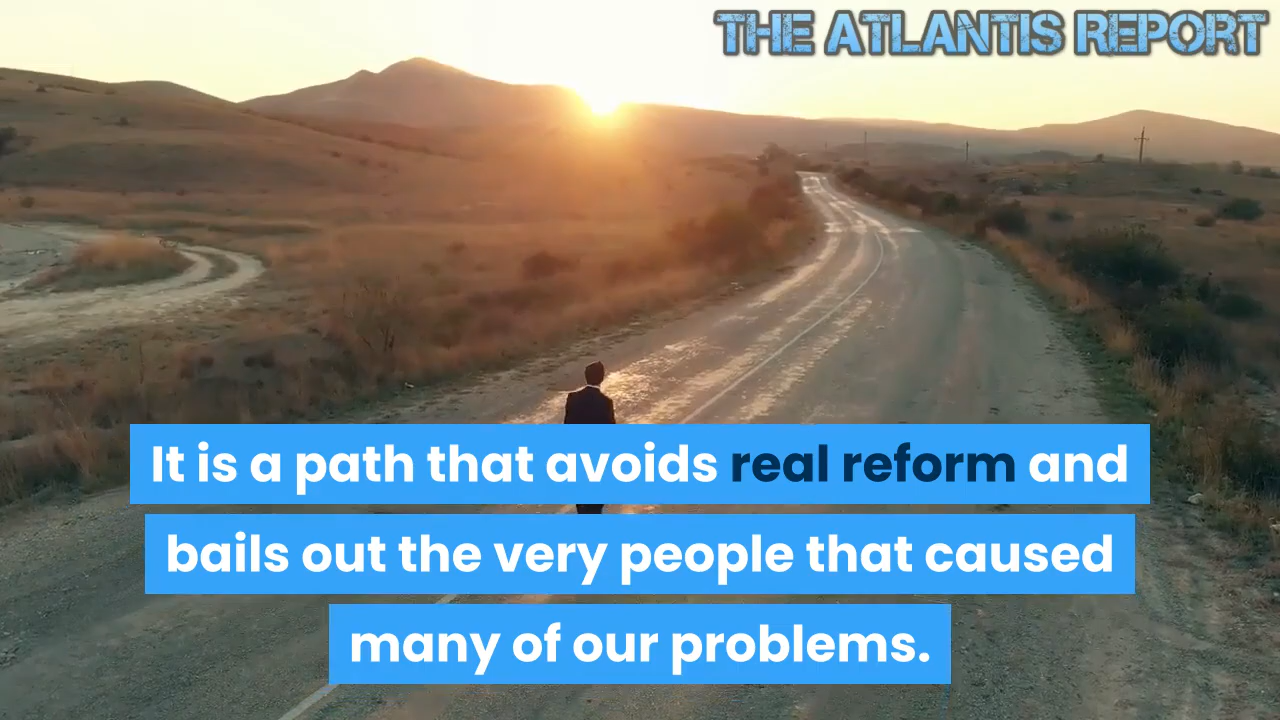 THE ATLANTIS REPORT
It is a path that avoids real reform and
bails out the very people that caused
many of our problems.